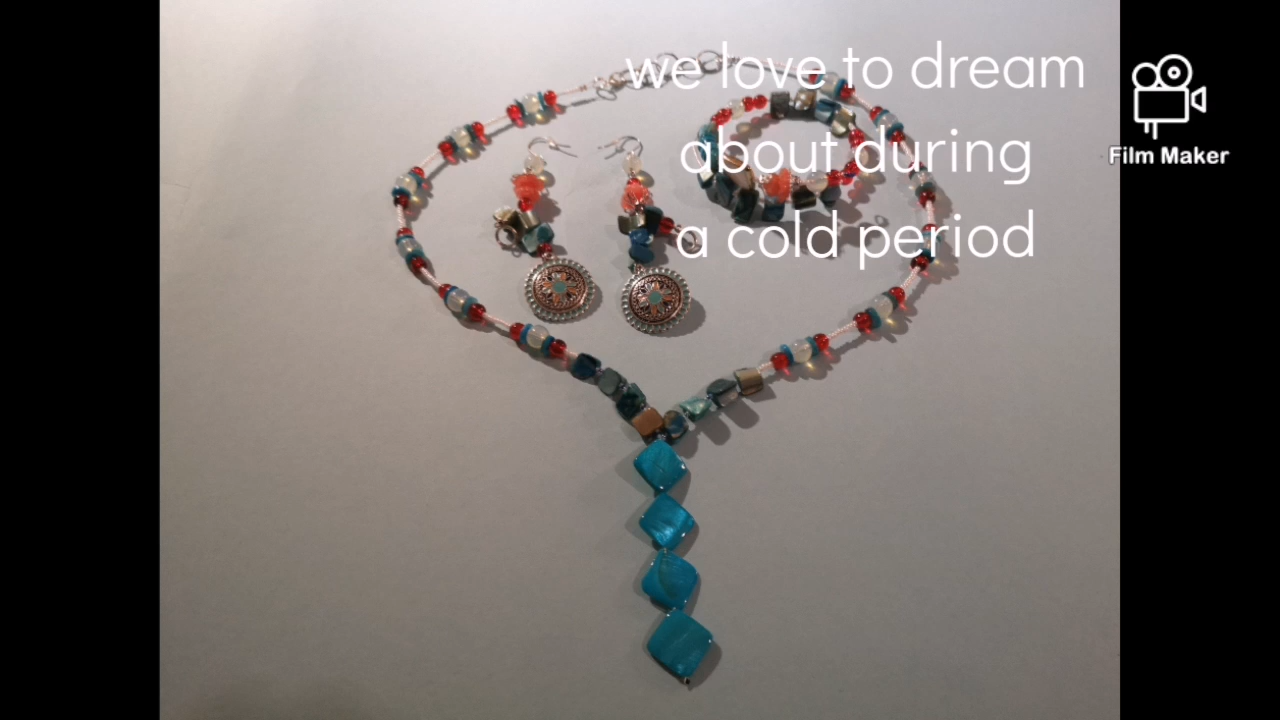 we love to dream
about during
a cold period
Film Maker